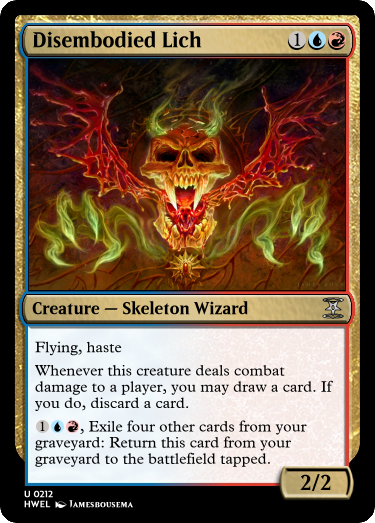 Disembodied Lich 1
Creature — Skeleton Wizard
Flying, haste
Whenever this creature deals combat
damage to a player, you may draw a card. If
you do, discard a card.
1, Exile four other cards from your
graveyard: Return this card from your
graveyard to the battlefield tapped.
2/2
U 0212
HWEL JAMESBOUSEMA